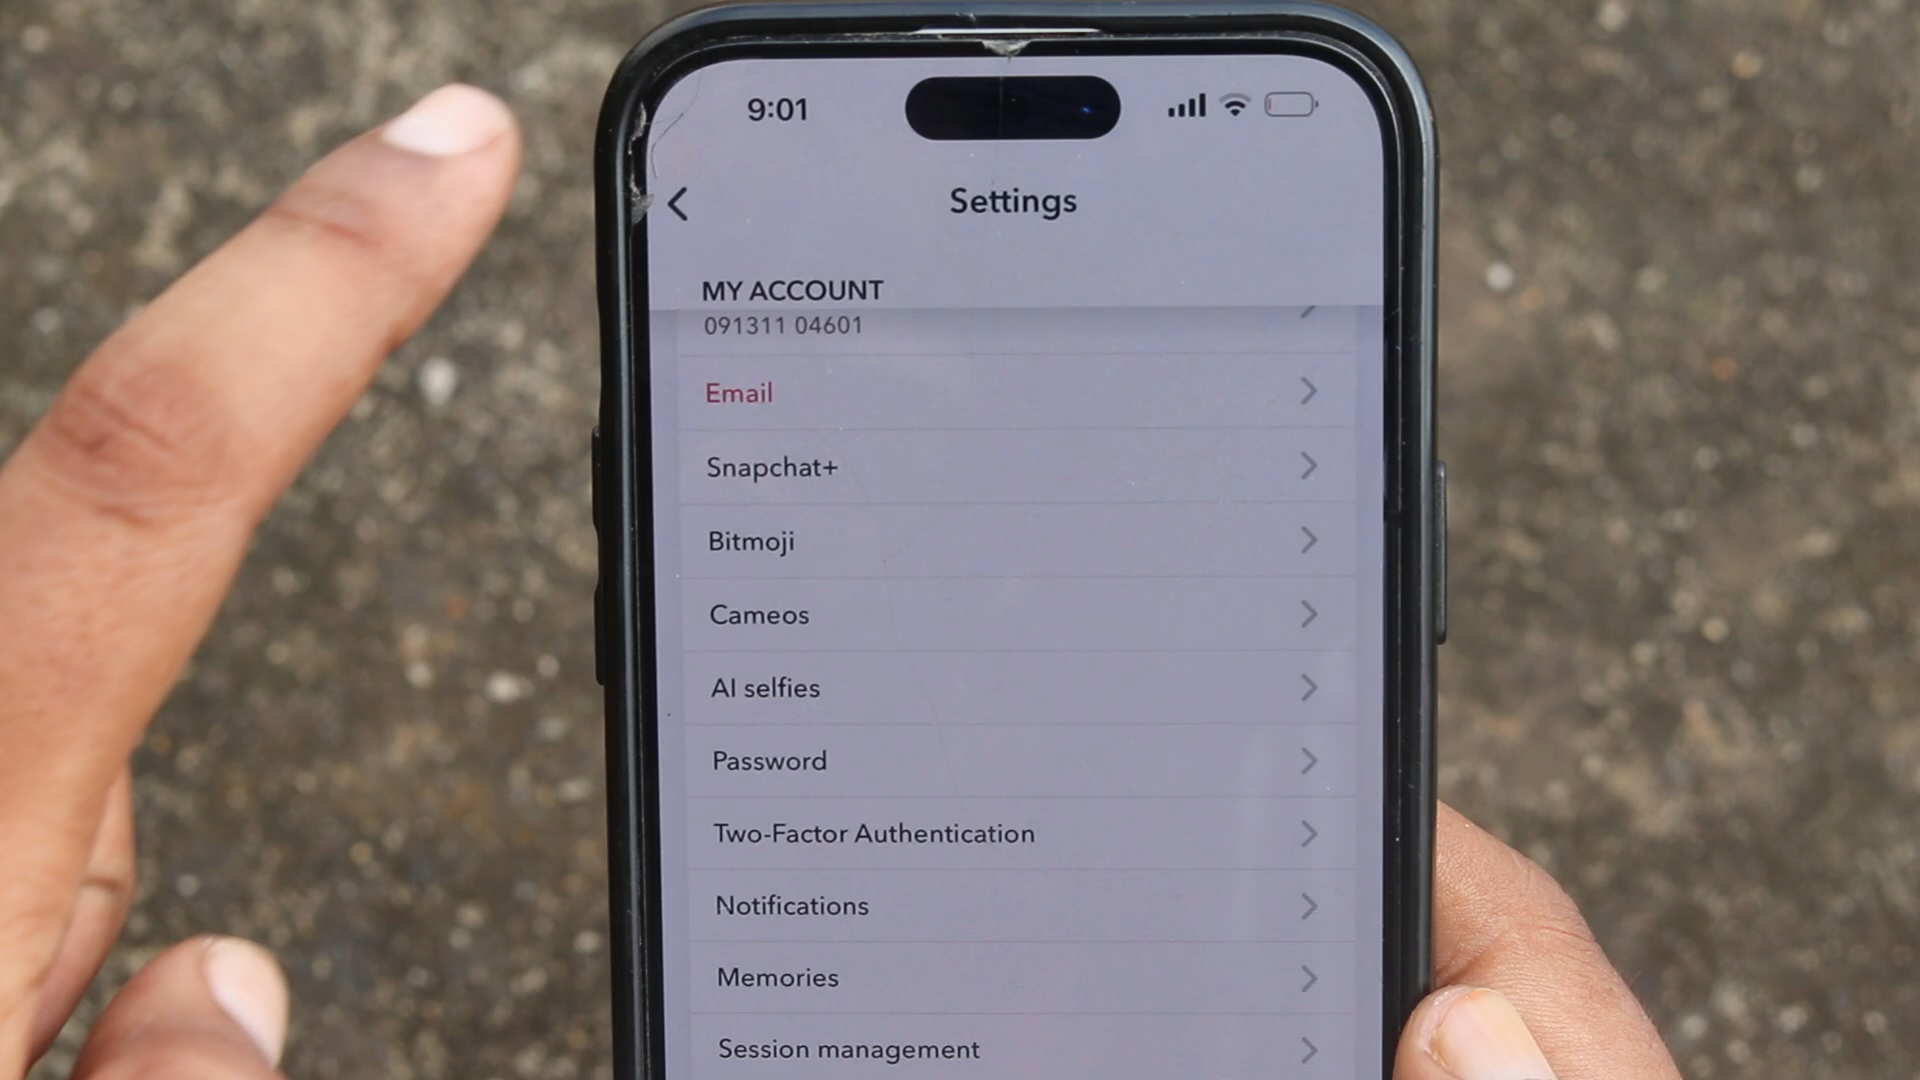 9:01
Settings
MY ACCOUNT
091311 04601
Email
Snapchat+
Bitmoji
Cameos
AI selfies
Password
Two-Factor Authentication
Notifications
Memories
Session management